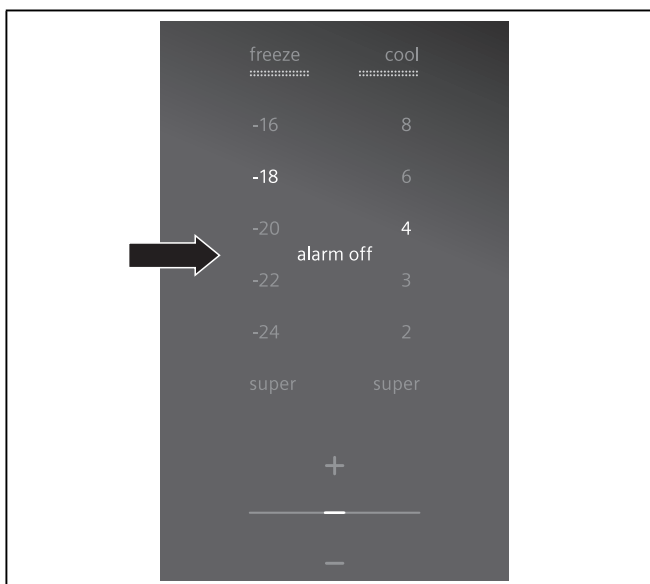 freeze cool
-16 8
-18 6
-20 4
alarm off
-22 3
-24 2
super super
+
–